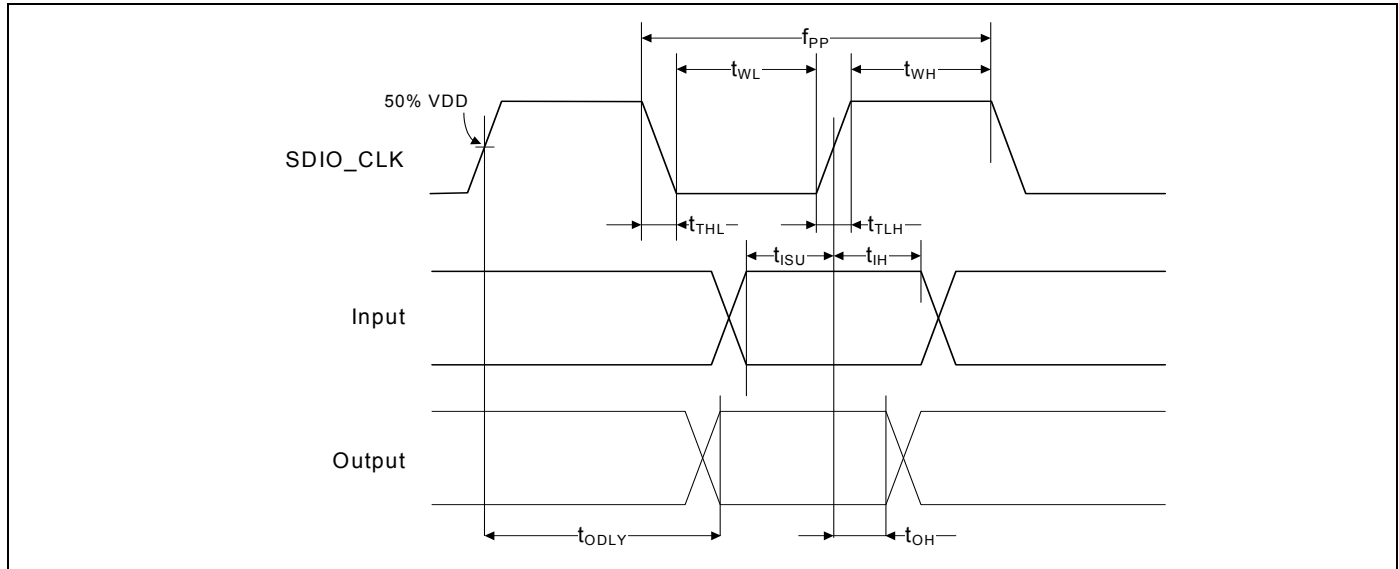 fPP
tWL
tWH
50% VDD
SDIO_CLK
tTHL
tTLH
tISU
tIH
Input
Output
tODLY
tOH